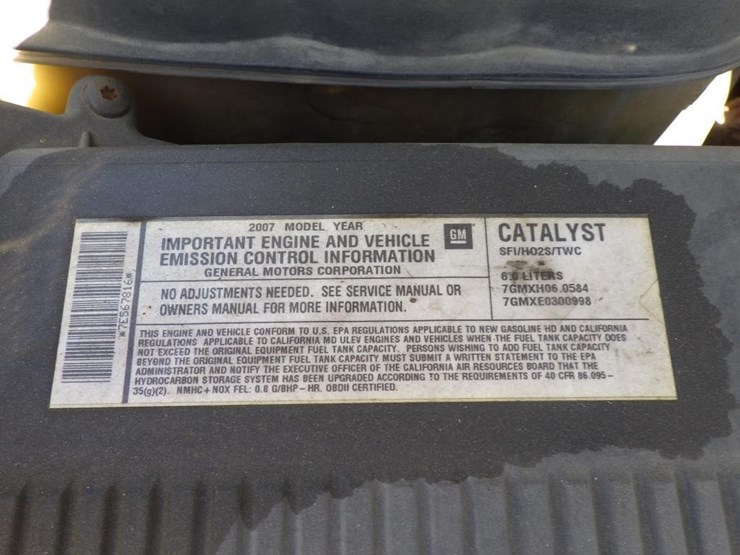 *7E567816*
2007 MODEL YEAR
IMPORTANT ENGINE AND VEHICLE
EMISSION CONTROL INFORMATION
GENERAL MOTORS CORPORATION
GM
CATALYST
SFI/HO2S/TWC
6.0 LITERS
7GMXH06.0584
7GMXE0300998
NO ADJUSTMENTS NEEDED. SEE SERVICE MANUAL OR
OWNERS MANUAL FOR MORE INFORMATION.
THIS ENGINE AND VEHICLE CONFORM TO U.S. EPA REGULATIONS APPLICABLE TO NEW GASOLINE HD AND CALIFORNIA
REGULATIONS APPLICABLE TO CALIFORNIA MD ULEV ENGINES AND VEHICLES WHEN THE FUEL TANK CAPACITY DOES
NOT EXCEED THE ORIGINAL EQUIPMENT FUEL TANK CAPACITY. PERSONS WISHING TO ADD FUEL TANK CAPACITY
BEYOND THE ORIGINAL EQUIPMENT FUEL TANK CAPACITY MUST SUBMIT A WRITTEN STATEMENT TO THE EPA
ADMINISTRATOR AND NOTIFY THE EXECUTIVE OFFICER OF THE CALIFORNIA AIR RESOURCES BOARD THAT THE
HYDROCARBON STORAGE SYSTEM HAS BEEN UPGRADED ACCORDING TO THE REQUIREMENTS OF 40 CFR 86.095-
35(g)(2). NMHC+NOX FEL: 0.8 G/BHP-HR. OBDII CERTIFIED.